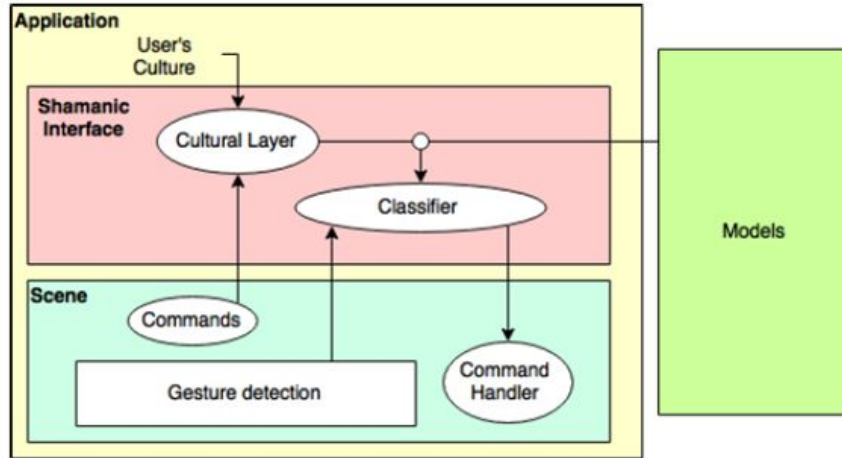 Application
User's
Culture
Shamanic
Interface
Cultural Layer
Classifier
Models
Scene
Commands
Gesture detection
Command
Handler